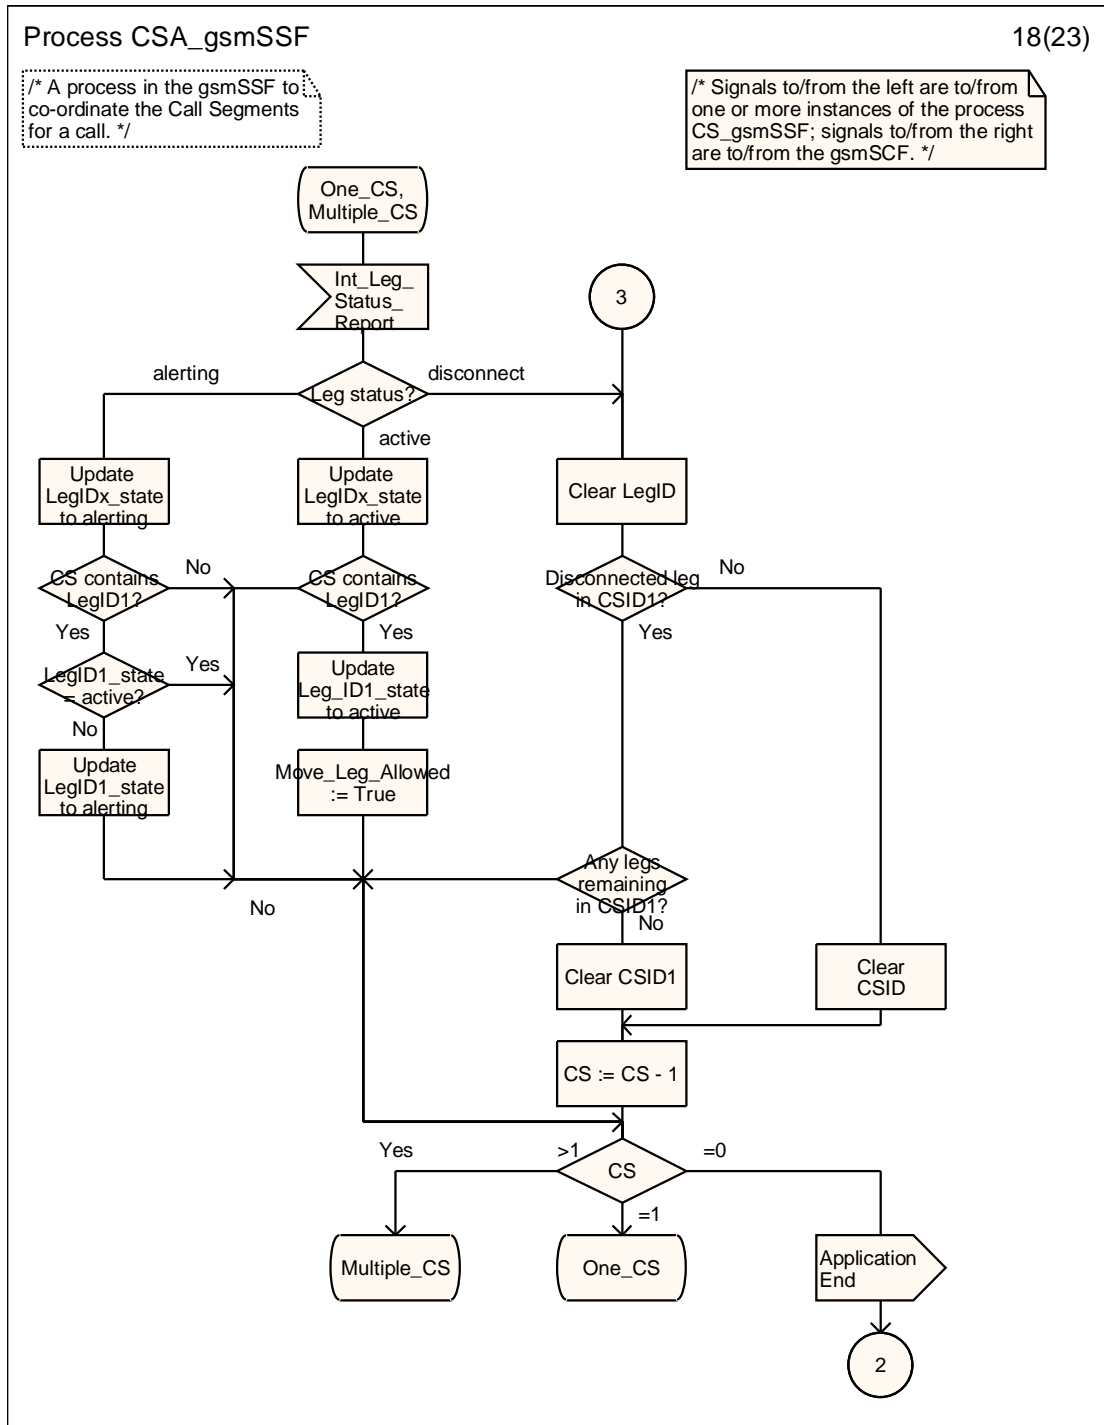 Process CSA_gsmSSF
18(23)
/* A process in the gsmSSF to
co-ordinate the Call Segments
for a call. */
/* Signals to/from the left are to/from
one or more instances of the process
CS_gsmSSF; signals to/from the right
are to/from the gsmSCF. */
One_CS,
Multiple_CS
Int_Leg_
Status_
Report
3
Leg status?
alerting
disconnect
active
Update
LegIDx_state
to alerting
Update
LegIDx_state
to active
Clear LegID
CS contains
LegID1?
No
CS contains
LegID1?
Disconnected leg
in CSID1?
No
Yes
Yes
Yes
LegID1_state
= active?
Yes
Update
Leg_ID1_state
to active
No
Update
LegID1_state
to alerting
Move_Leg_Allowed
:= True
Any legs
remaining
in CSID1?
No
No
Clear CSID1
Clear
CSID
CS := CS - 1
Yes
>1
CS
=0
=1
Multiple_CS
One_CS
Application
End
2